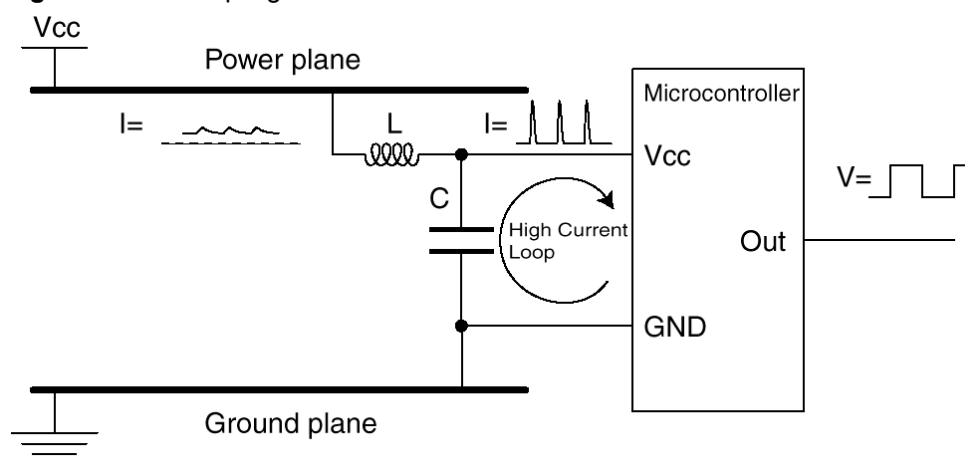 Vcc
Power plane
Microcontroller
I=
L
I=
Vcc
V=
C
High Current
Loop
Out
GND
Ground plane